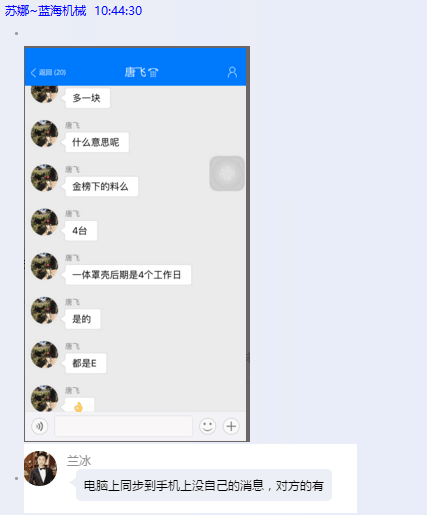 苏娜~蓝海机械 10:44:30
返回 (20)
唐飞
多一块
唐飞
什么意思呢
唐飞
金榜下的料么
唐飞
4台
唐飞
一体罩壳后期是4个工作日
唐飞
是的
唐飞
都是E
唐飞
兰冰
电脑上同步到手机上没自己的消息，对方的有